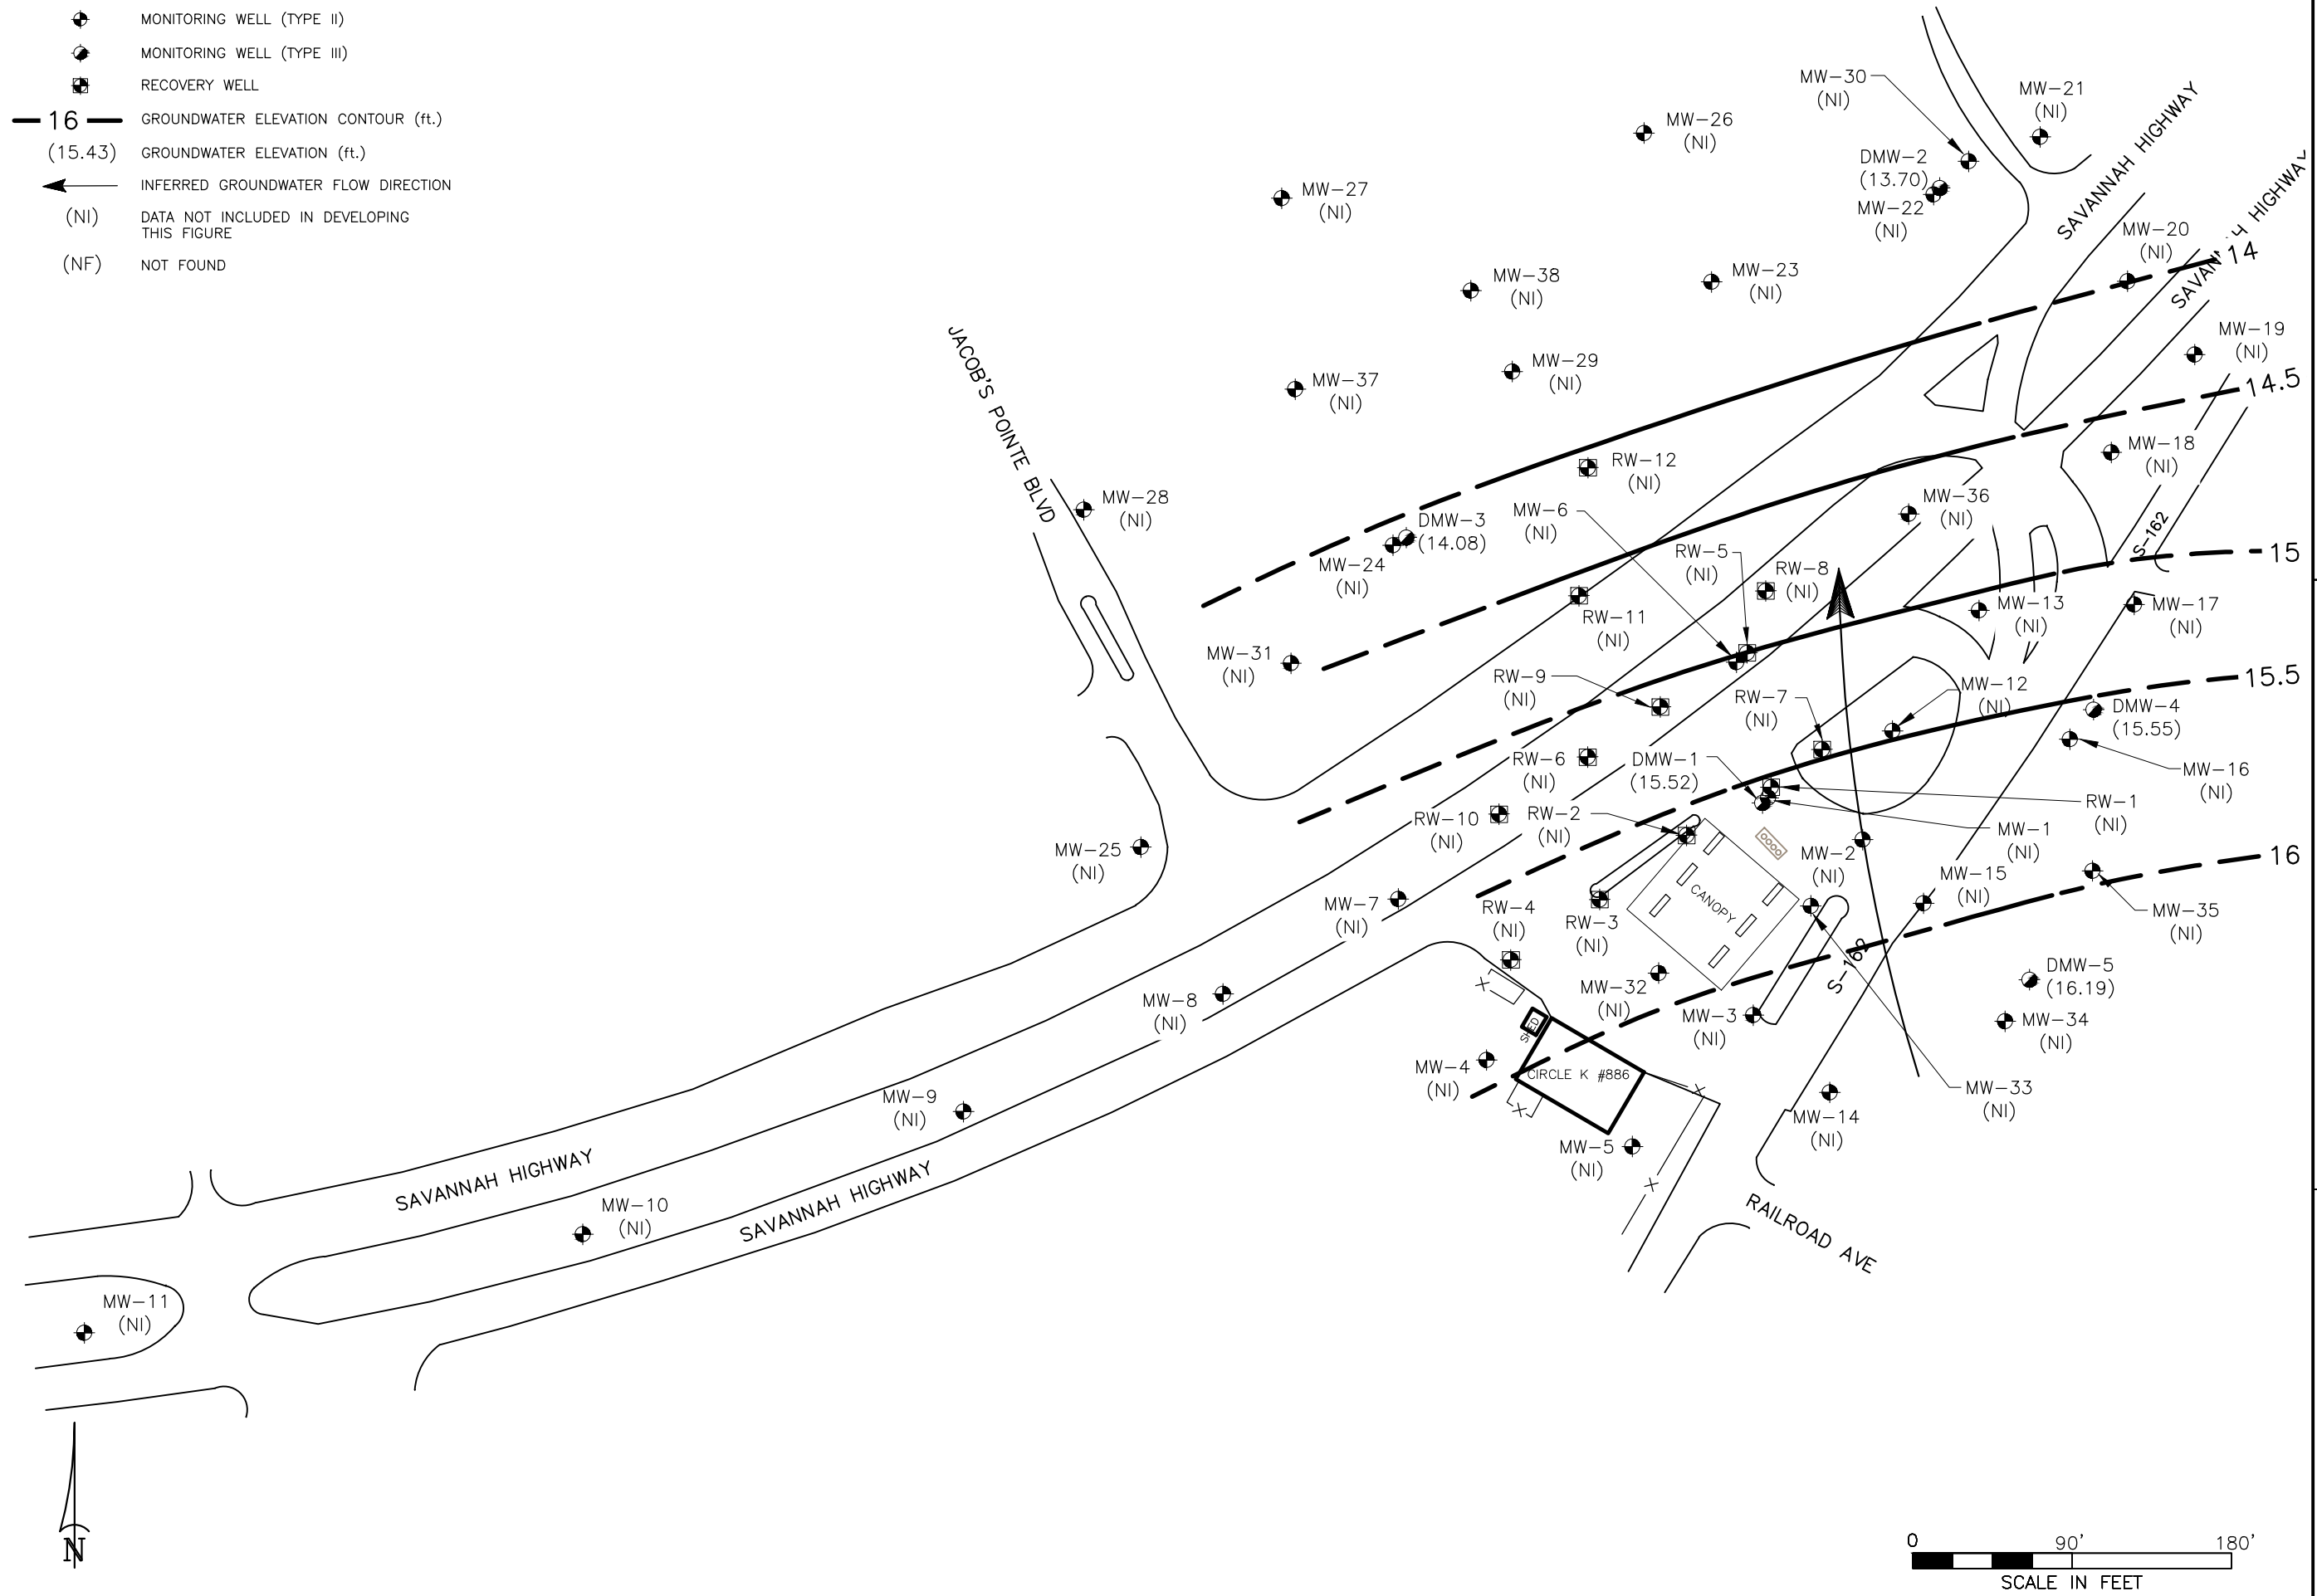 MONITORING WELL (TYPE II)
MONITORING WELL (TYPE III)
RECOVERY WELL
16 GROUNDWATER ELEVATION CONTOUR (ft.)
(15.43) GROUNDWATER ELEVATION (ft.)
INFERRED GROUNDWATER FLOW DIRECTION
(NI) DATA NOT INCLUDED IN DEVELOPING
THIS FIGURE
(NF) NOT FOUND
MW-30
(NI)
MW-21
(NI)
MW-26
(NI)
DMW-2
(13.70)
MW-22
(NI)
MW-27
(NI)
SAVANNAH HIGHWAY
SAVANNAH HIGHWAY
MW-20
(NI)
14
MW-38
(NI)
MW-23
(NI)
MW-19
(NI)
MW-29
(NI)
MW-37
(NI)
14.5
JACOB'S POINTE BLVD
MW-18
(NI)
RW-12
(NI)
MW-28
(NI)
MW-36
(NI)
MW-6
(NI)
DMW-3
(14.08)
MW-24
(NI)
S-162
RW-5
(NI)
15
RW-8
(NI)
RW-11
(NI)
MW-13
(NI)
MW-17
(NI)
MW-31
(NI)
RW-9
(NI)
15.5
MW-12
(NI)
RW-7
(NI)
DMW-4
(15.55)
RW-6
(NI)
DMW-1
(15.52)
MW-16
(NI)
RW-1
(NI)
RW-10
(NI)
RW-2
(NI)
MW-1
(NI)
MW-25
(NI)
MW-2
(NI)
16
MW-15
(NI)
CANOPY
MW-7
(NI)
RW-4
(NI)
RW-3
(NI)
MW-35
(NI)
S-162
DMW-5
(16.19)
MW-32
(NI)
MW-8
(NI)
MW-3
(NI)
MW-34
(NI)
SHED
MW-4
(NI)
CIRCLE K #886
MW-33
(NI)
MW-9
(NI)
MW-14
(NI)
MW-5
(NI)
SAVANNAH HIGHWAY
SAVANNAH HIGHWAY
MW-10
(NI)
RAILROAD AVE
MW-11
(NI)
N
0 90' 180'
SCALE IN FEET